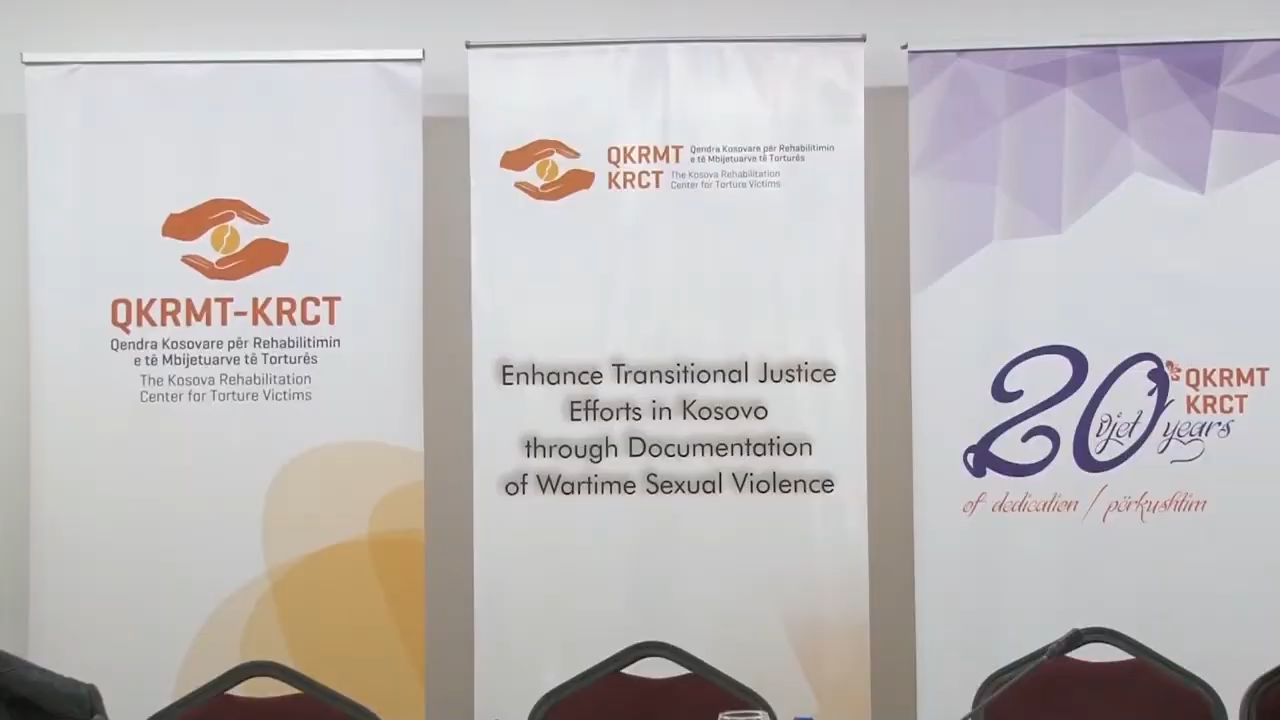 QKRMT-KRCT
Qendra Kosovare për Rehabilitimin
e të Mbijetuarve të Torturës
The Kosova Rehabilitation
Center for Torture Victims
QKRMT Qendra Kosovare për Rehabilitimin
e të Mbijetuarve të Torturës
KRCT The Kosova Rehabilitation
Center for Torture Victims
Enhance Transitional Justice
Efforts in Kosovo
through Documentation
of Wartime Sexual Violence
20 QKRMT
KRCT
vjet/years
of dedication / përkushtim